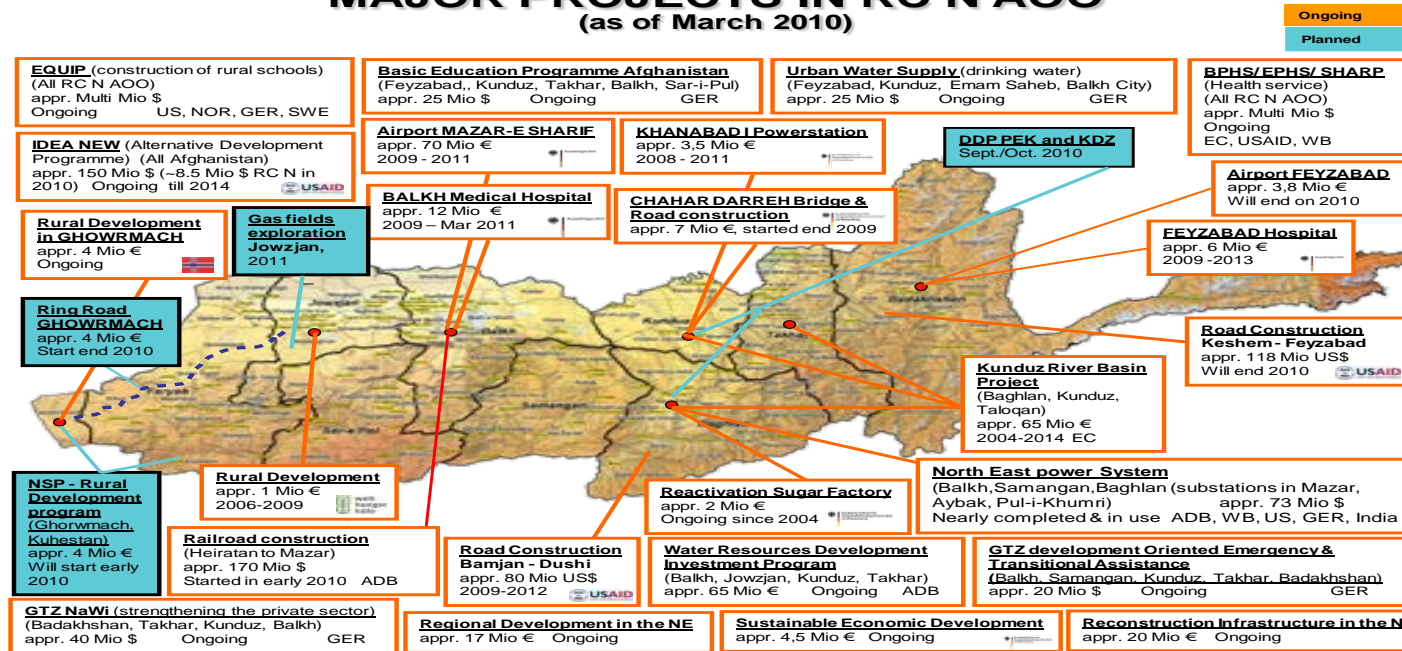 MAJOR PROJECTS IN RC N AOO
(as of March 2010)
Ongoing
Planned
EQUIP (construction of rural schools)
(All RC N AOO)
appr. Multi Mio $
Ongoing US, NOR, GER, SWE
Basic Education Programme Afghanistan
(Feyzabad,, Kunduz, Takhar, Balkh, Sar-i-Pul)
appr. 25 Mio $ Ongoing GER
Urban Water Supply (drinking water)
(Feyzabad, Kunduz, Emam Saheb, Balkh City)
appr. 25 Mio $ Ongoing GER
BPHS/EPHS/ SHARP
(Health service)
(All RC N AOO)
appr. Multi Mio $
Ongoing
EC, USAID, WB
IDEA NEW (Alternative Development
Programme) (All Afghanistan)
appr. 150 Mio $ (~8.5 Mio $ RC N in
2010) Ongoing till 2014 USAID
Airport MAZAR-E SHARIF
appr. 70 Mio €
2009 - 2011
KHANABAD I Powerstation
appr. 3,5 Mio €
2008 - 2011
DDP PEK and KDZ
Sept./Oct. 2010
Airport FEYZABAD
appr. 3,8 Mio €
Will end on 2010
BALKH Medical Hospital
appr. 12 Mio €
2009 – Mar 2011
CHAHAR DARREH Bridge &
Road construction
appr. 7 Mio €, started end 2009
Rural Development
in GHOWRMACH
appr. 4 Mio €
Ongoing
Gas fields
exploration
Jowzjan,
2011
FEYZABAD Hospital
appr. 6 Mio €
2009 -2013
Ring Road
GHOWRMACH
appr. 4 Mio €
Start end 2010
Road Construction
Keshem - Feyzabad
appr. 118 Mio US$
Will end 2010 USAID
Kunduz River Basin
Project
(Baghlan, Kunduz,
Taloqan)
appr. 65 Mio €
2004-2014 EC
NSP - Rural
Development
program
(Ghorwmach,
Kuhestan)
appr. 4 Mio €
Will start early
2010
Rural Development
appr. 1 Mio €
2006-2009
welt
hunger
hilfe
Reactivation Sugar Factory
appr. 2 Mio €
Ongoing since 2004
North East power System
(Balkh,Samangan,Baghlan (substations in Mazar,
Aybak, Pul-i-Khumri) appr. 73 Mio $
Nearly completed & in use ADB, WB, US, GER, India
Railroad construction
(Heiratan to Mazar)
appr. 170 Mio $
Started in early 2010 ADB
Road Construction
Bamjan - Dushi
appr. 80 Mio US$
2009-2012 USAID
Water Resources Development
Investment Program
(Balkh, Jowzjan, Kunduz, Takhar)
appr. 65 Mio € Ongoing ADB
GTZ development Oriented Emergency &
Transitional Assistance
(Balkh, Samangan, Kunduz, Takhar, Badakhshan)
appr. 20 Mio $ Ongoing GER
GTZ NaWi (strengthening the private sector)
(Badakhshan, Takhar, Kunduz, Balkh)
appr. 40 Mio $ Ongoing GER
Regional Development in the NE
appr. 17 Mio € Ongoing
Sustainable Economic Development
appr. 4,5 Mio € Ongoing
Reconstruction Infrastructure in the N
appr. 20 Mio € Ongoing